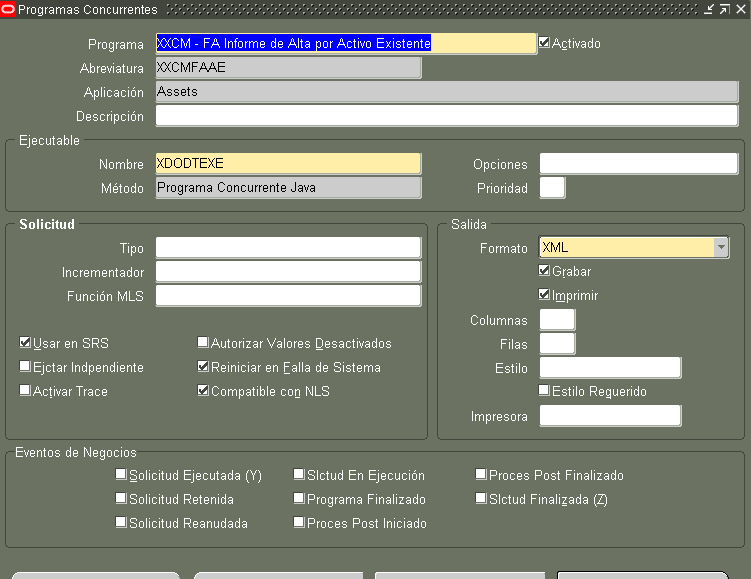 Programas Concurrentes
Programa XXCM - FA Informe de Alta por Activo Existente Activado
Abreviatura XXCMFAAE
Aplicación Assets
Descripción
Ejecutable
Nombre XDODTEXE Opciones
Método Programa Concurrente Java Prioridad
Solicitud Salida
Tipo Formato XML
Incrementador Grabar
Función MLS Imprimir
Columnas
Usar en SRS Autorizar Valores Desactivados Filas
Ejctar Indpendiente Reiniciar en Falla de Sistema Estilo
Activar Trace Compatible con NLS Estilo Requerido
Impresora
Eventos de Negocios
Solicitud Ejecutada (Y) Slctud En Ejecución Proces Post Finalizado
Solicitud Retenida Programa Finalizado Slctud Finalizada (Z)
Solicitud Reanudada Proces Post Iniciado